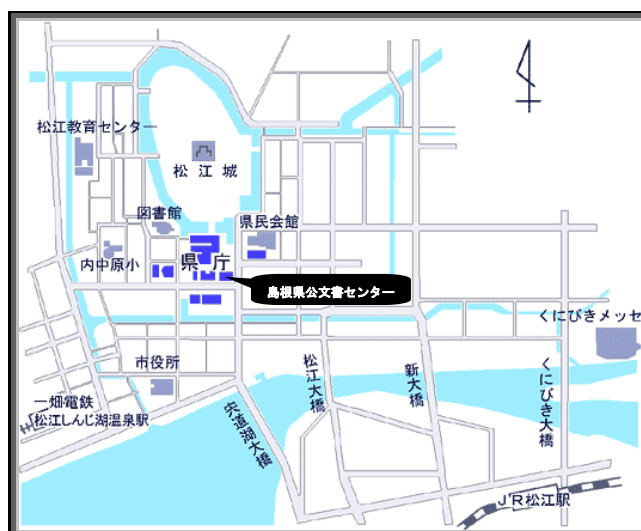 松江教育センター
松江城
図書館
県民会館
内中原小
県庁
島根県公文書センター
くにびきメッセ
市役所
松江大橋
新大橋
くにびき大橋
一畑電鉄
「松江しんじ湖温泉駅
宍道湖大橋
JR松江駅